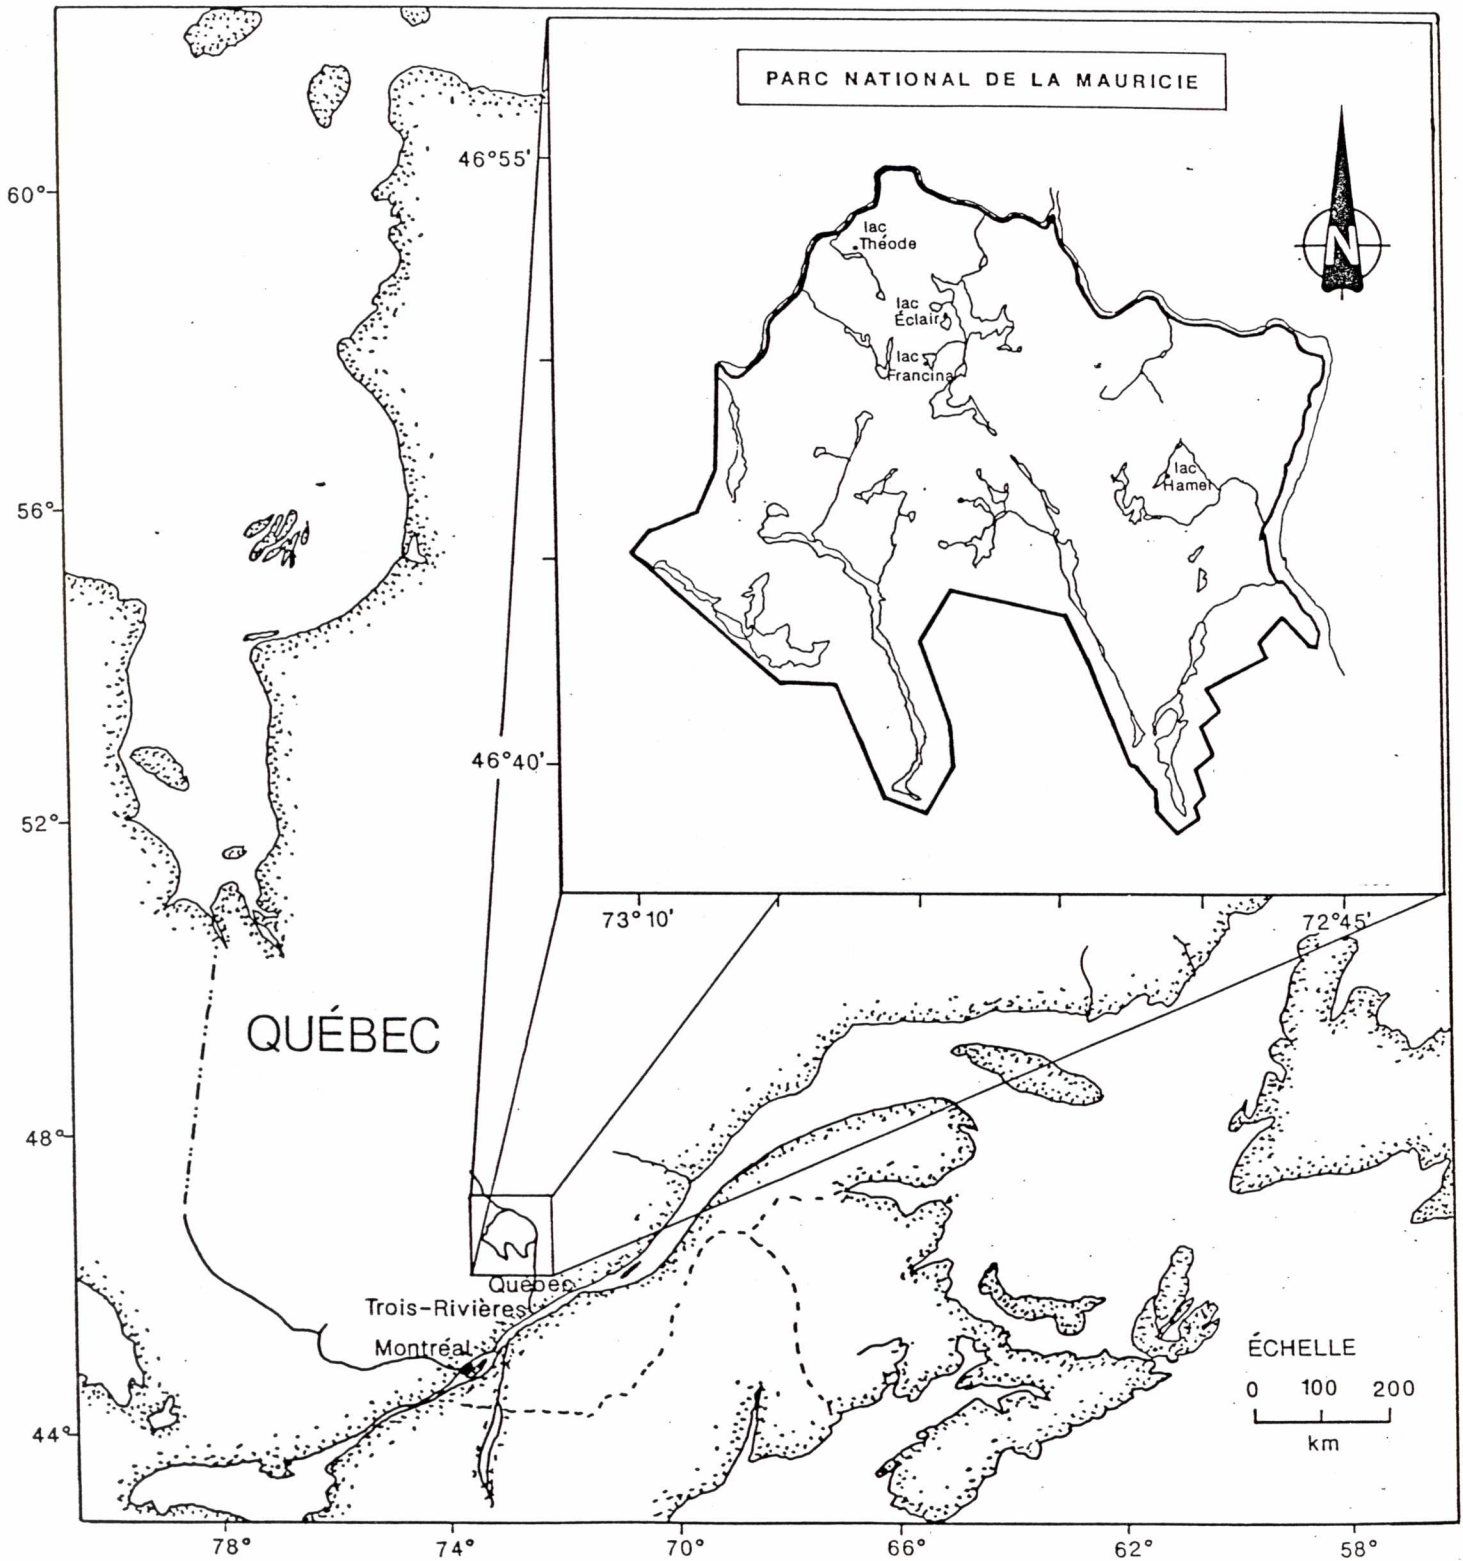 PARC NATIONAL DE LA MAURICIE
46°55'
60°
lac
Théode
N
lac
Éclair
lac
Francina
lac
Hamel
56°
46°40'
52°
73°10'
72°45'
QUÉBEC
48°
Québec
Trois-Rivières
Montréal
ÉCHELLE
0 100 200
km
44°
78° 74° 70° 66° 62° 58°